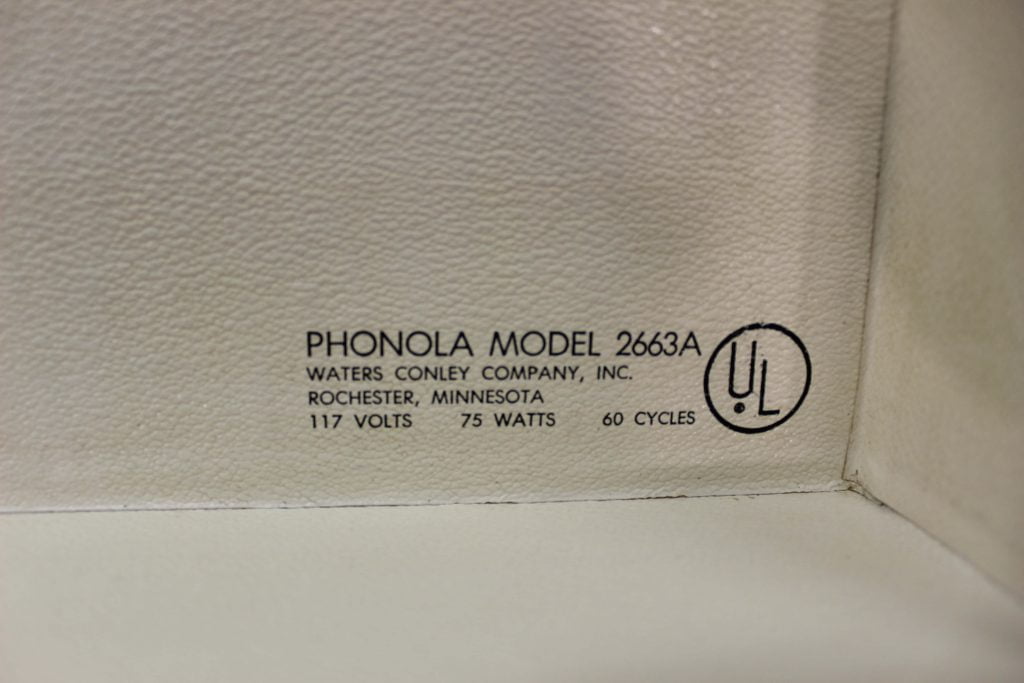 PHONOLA MODEL 2663A
WATERS CONLEY COMPANY, INC.
ROCHESTER, MINNESOTA
117 VOLTS 75 WATTS 60 CYCLES
UL